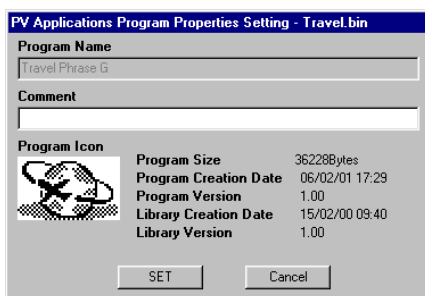 PV Applications Program Properties Setting - Travel.bin
Program Name
Travel Phrase G
Comment
Program Icon
Program Size 36228Bytes
Program Creation Date 06/02/01 17:29
Program Version 1.00
Library Creation Date 15/02/00 09:40
Library Version 1.00
SET Cancel